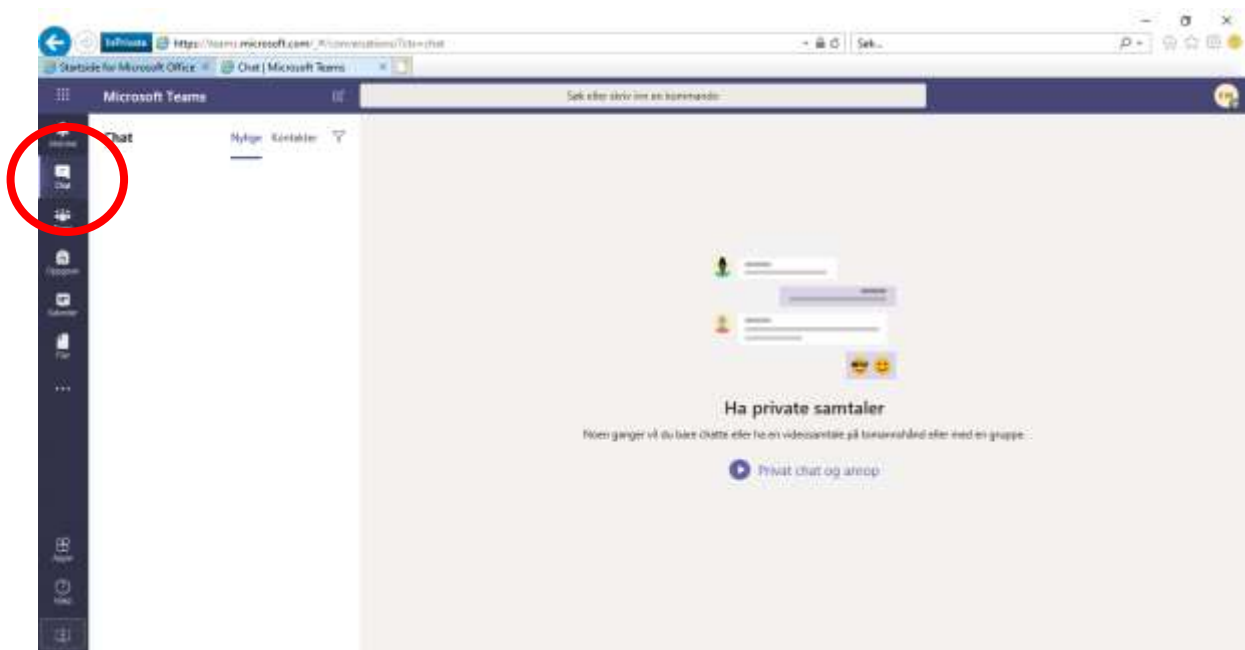 InPrivate https://teams.microsoft.com/_#/conversations/?ctx=chat Søk...
Startside for Microsoft Office Chat | Microsoft Teams
Microsoft Teams Søk eller skriv inn en kommando
Chat Nylige Kontakter
Chat
Oppgaver
Kalender
Filer
Ha private samtaler
Noen ganger vil du bare chatte eller ha en videosamtale på tomannshånd eller med en gruppe.
Privat chat og anrop
Apper
Hjelp